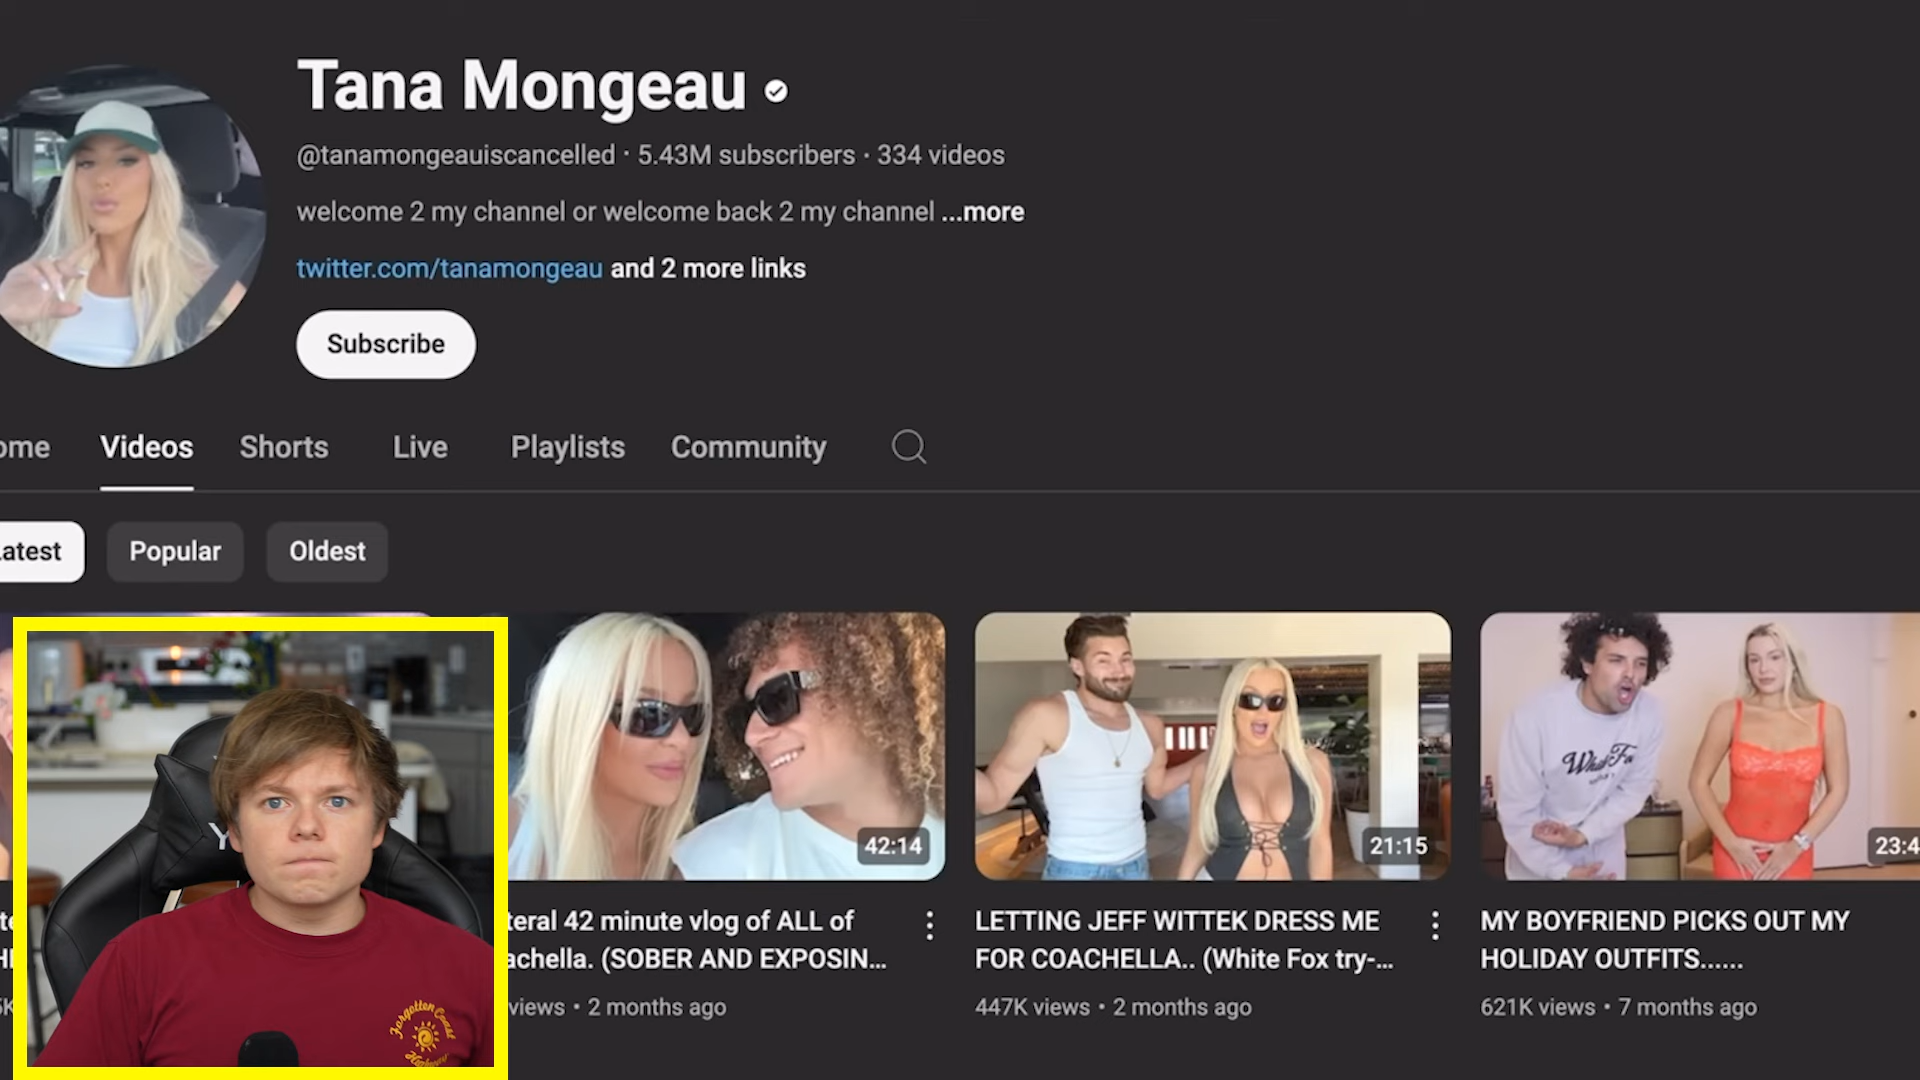 Tana Mongeau
@tanamongeauiscancelled · 5.43M subscribers · 334 videos
welcome 2 my channel or welcome back 2 my channel ...more
twitter.com/tanamongeau and 2 more links
Subscribe
ome Videos Shorts Live Playlists Community
Latest Popular Oldest
42:14
21:15
23:4
teral 42 minute vlog of ALL of
achella. (SOBER AND EXPOSIN...
views • 2 months ago
LETTING JEFF WITTEK DRESS ME
FOR COACHELLA.. (White Fox try-...
447K views • 2 months ago
MY BOYFRIEND PICKS OUT MY
HOLIDAY OUTFITS......
621K views • 7 months ago
Forgotten Coast